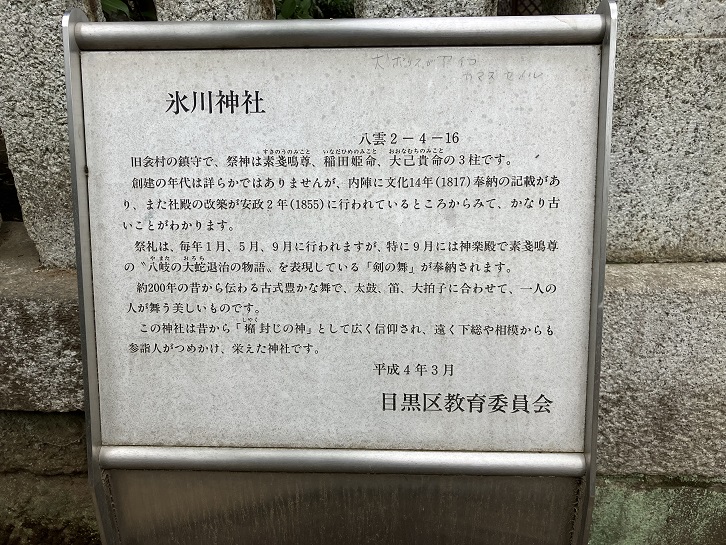 氷川神社
八雲2－4－16
旧衾村の鎮守で、祭神は素盞嗚尊、稲田姫命、大己貴命の3柱です。
創建の年代は詳らかではありませんが、内陣に文化14年(1817)奉納の記載があ
り、また社殿の改築が安政2年(1855)に行われているところからみて、かなり古
いことがわかります。
祭礼は、毎年1月、5月、9月に行われますが、特に9月には神楽殿で素盞嗚尊
の〝八岐の大蛇退治の物語〟を表現している「剣の舞」が奉納されます。
約200年の昔から伝わる古式豊かな舞で、太鼓、笛、大拍子に合わせて、一人の
人が舞う美しいものです。
この神社は昔から「癪封じの神」として広く信仰され、遠く下総や相模からも
参詣人がつめかけ、栄えた神社です。
平成4年3月
目黒区教育委員会